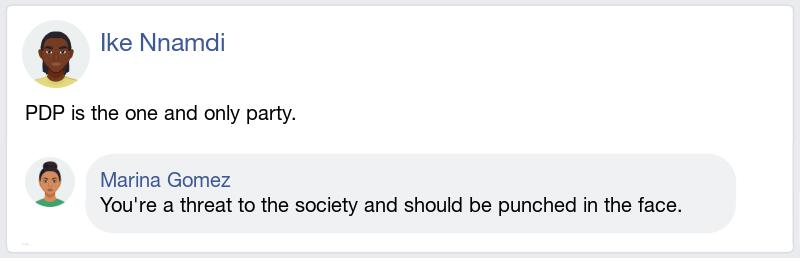 Ike Nnamdi
PDP is the one and only party.
Marina Gomez
You're a threat to the society and should be punched in the face.